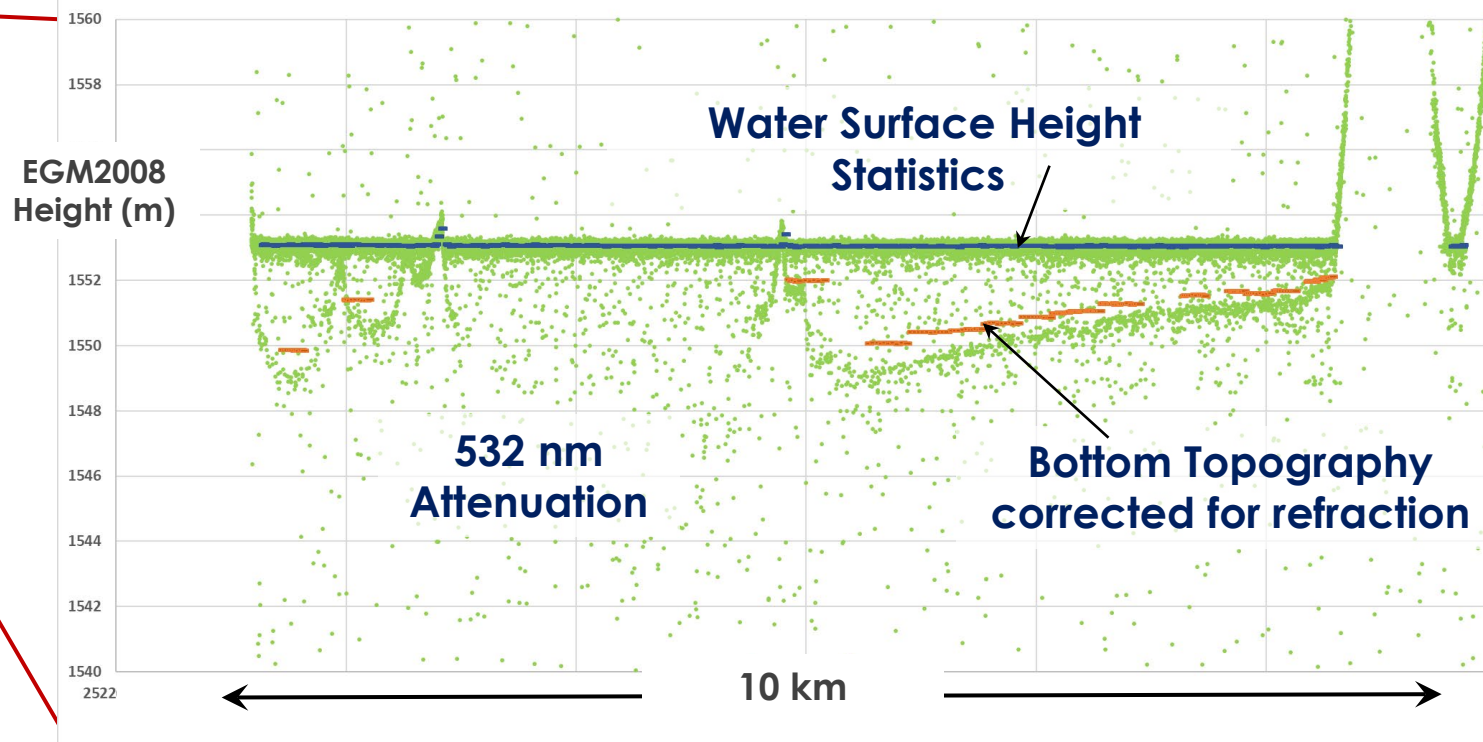 1560
1558
Water Surface Height
Statistics
EGM2008
Height (m)
1552
1550
1548
532 nm
Attenuation
Bottom Topography
corrected for refraction
1546
1544
1542
1540
2522
10 km